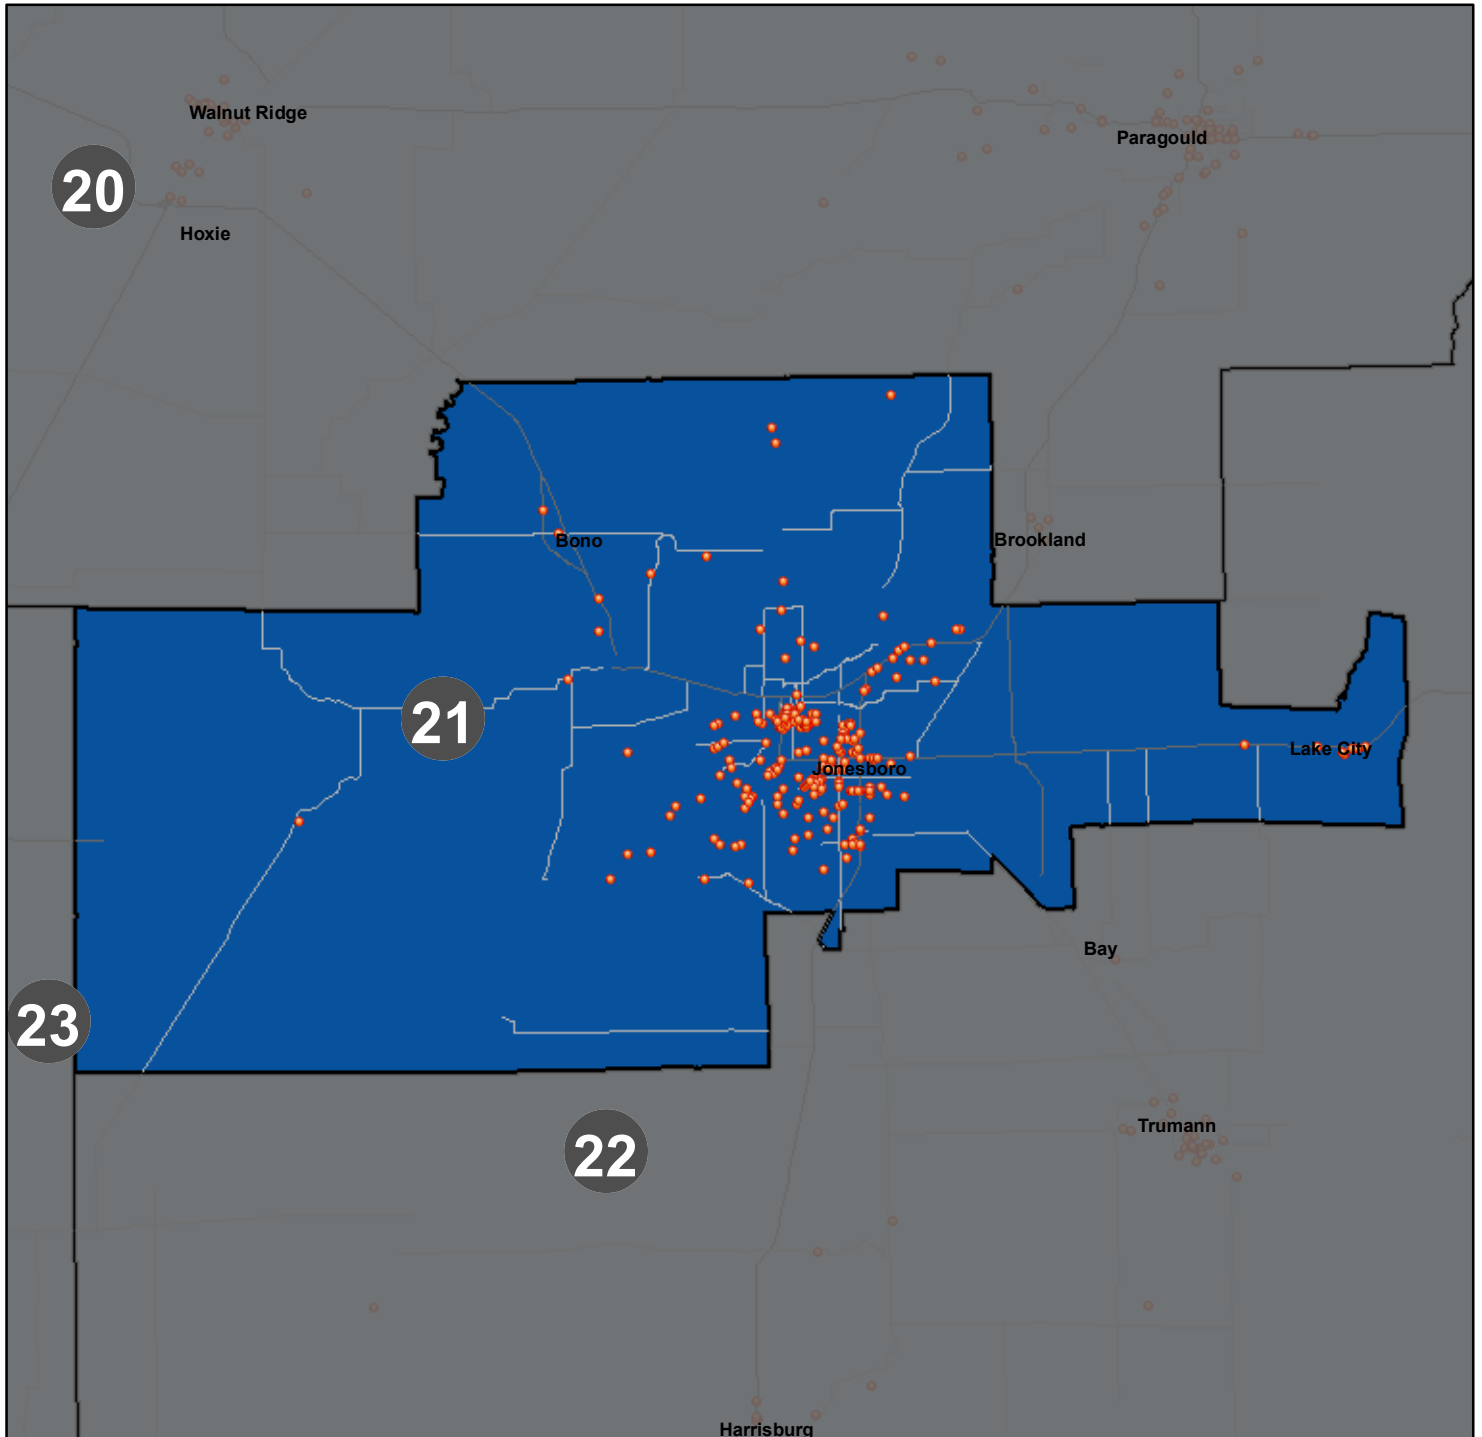 Walnut Ridge
Paragould
20
Hoxie
Bono
Brookland
21
Lake City
Jonesboro
Bay
23
Trumann
22
Harrisburg